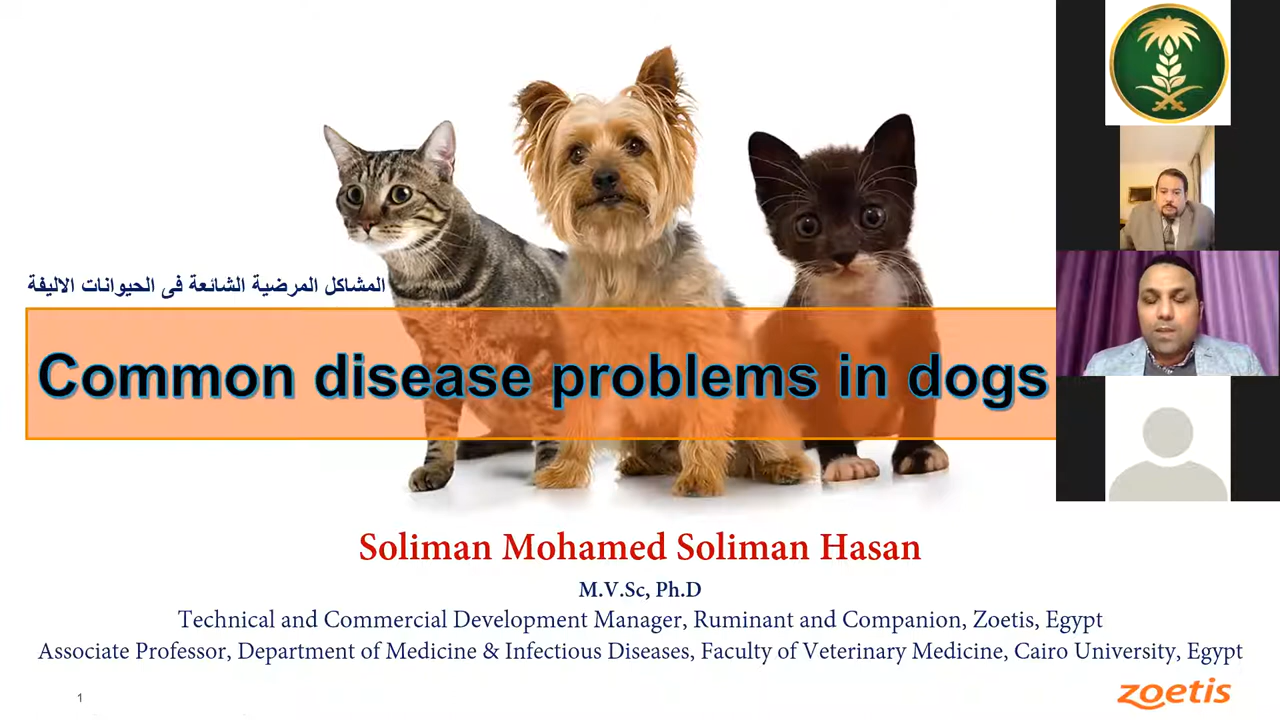 المشاكل المرضية الشائعة فى الحيوانات الاليفة
Common disease problems in dogs
Soliman Mohamed Soliman Hasan
M.V.Sc, Ph.D
Technical and Commercial Development Manager, Ruminant and Companion, Zoetis, Egypt
Associate Professor, Department of Medicine & Infectious Diseases, Faculty of Veterinary Medicine, Cairo University, Egypt
1
zoetis